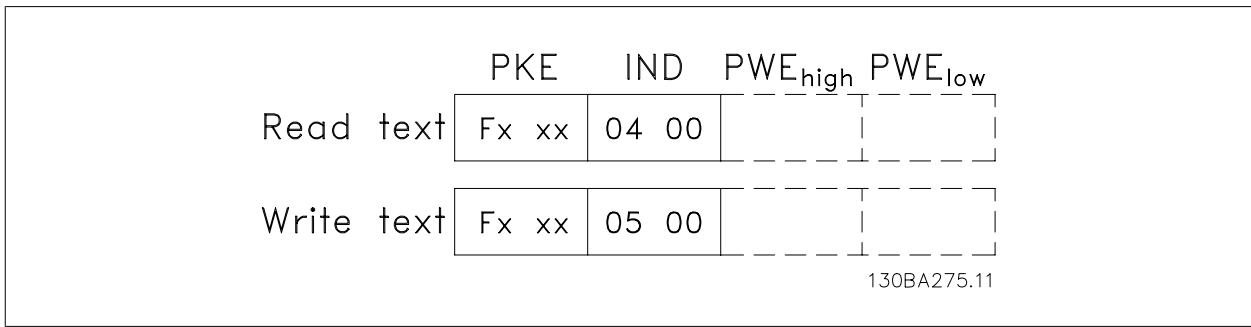 PKE IND PWEhigh PWElow
Read text Fx xx 04 00
Write text Fx xx 05 00
130BA275.11